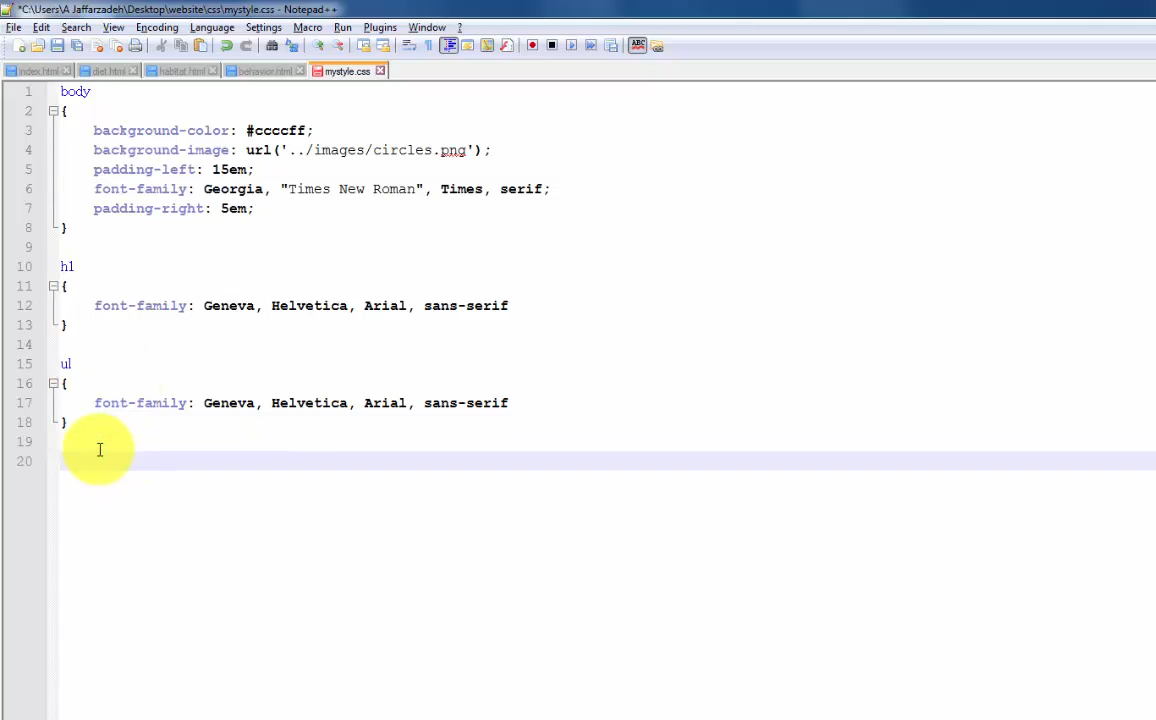 *C:\Users\A Jaffarzadeh\Desktop\website\css\mystyle.css - Notepad++
File Edit Search View Encoding Language Settings Macro Run Plugins Window ?
index.html diet.html habitat.html behavior.html mystyle.css
1 body
2 {
3 background-color: #ccccff;
4 background-image: url('../images/circles.png');
5 padding-left: 15em;
6 font-family: Georgia, "Times New Roman", Times, serif;
7 padding-right: 5em;
8 }
9
10 h1
11 {
12 font-family: Geneva, Helvetica, Arial, sans-serif
13 }
14
15 ul
16 {
17 font-family: Geneva, Helvetica, Arial, sans-serif
18 }
19
20